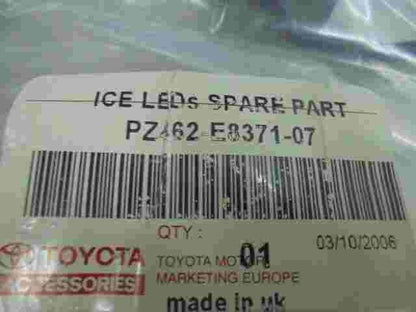 ICE LEDs SPARE PART
PZ462-E8371-07
QTY :
01
03/10/2006
TOYOTA
ACCESSORIES
TOYOTA MOTOR
MARKETING EUROPE
made in uk